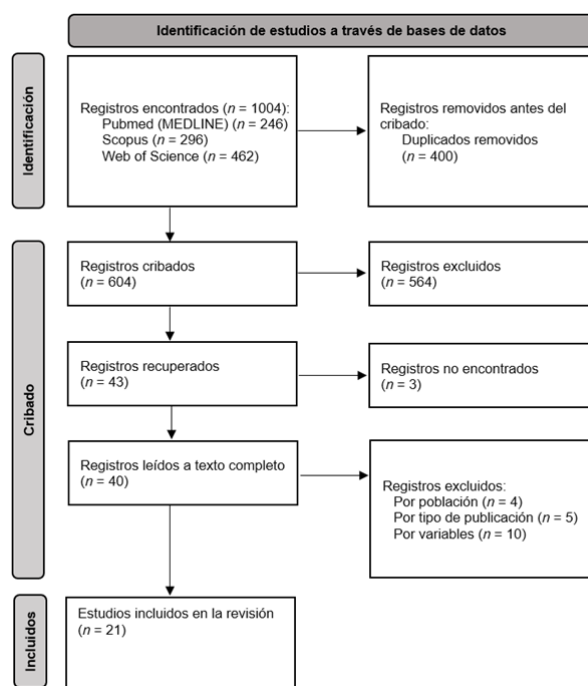 Identificación de estudios a través de bases de datos
Identificación
Registros encontrados (n = 1004):
Pubmed (MEDLINE) (n = 246)
Scopus (n = 296)
Web of Science (n = 462)
Registros removidos antes del
cribado:
Duplicados removidos
(n = 400)
Cribado
Registros cribados
(n = 604)
Registros excluidos
(n = 564)
Registros recuperados
(n = 43)
Registros no encontrados
(n = 3)
Registros leídos a texto completo
(n = 40)
Registros excluidos:
Por población (n = 4)
Por tipo de publicación (n = 5)
Por variables (n = 10)
Incluidos
Estudios incluidos en la revisión
(n = 21)